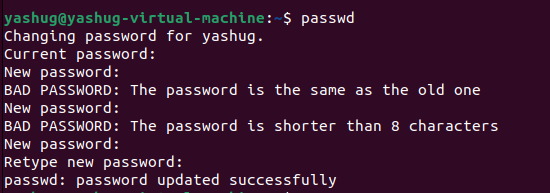 yashug@yashug-virtual-machine:~$ passwd
Changing password for yashug.
Current password:
New password:
BAD PASSWORD: The password is the same as the old one
New password:
BAD PASSWORD: The password is shorter than 8 characters
New password:
Retype new password:
passwd: password updated successfully